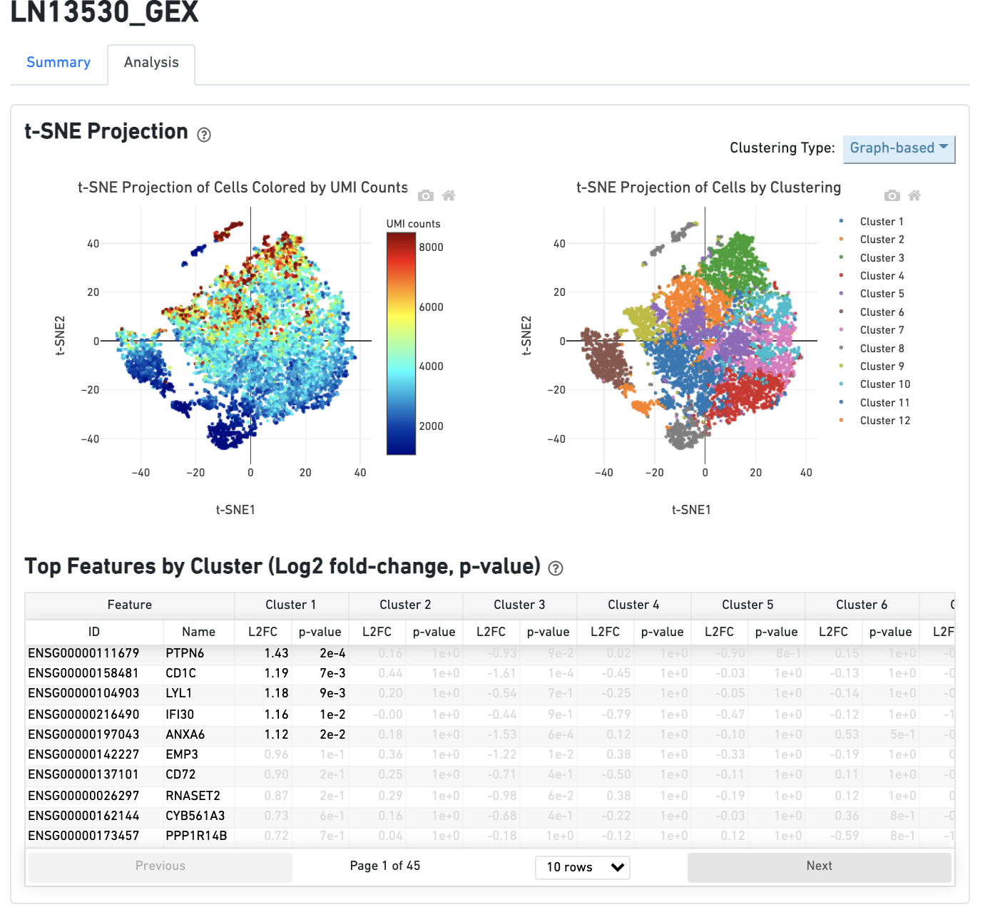 LN13530_GEX
Summary
Analysis
t-SNE Projection ?
Clustering Type: Graph-based
t-SNE Projection of Cells Colored by UMI Counts
UMI counts
8000
6000
4000
2000
40
20
0
−20
−40
t-SNE2
−40 −20 0 20 40
t-SNE1
t-SNE Projection of Cells by Clustering
Cluster 1
Cluster 2
Cluster 3
Cluster 4
Cluster 5
Cluster 6
Cluster 7
Cluster 8
Cluster 9
Cluster 10
Cluster 11
Cluster 12
40
20
0
−20
−40
t-SNE2
−40 −20 0 20 40
t-SNE1
Top Features by Cluster (Log2 fold-change, p-value) ?
Feature Cluster 1 Cluster 2 Cluster 3 Cluster 4 Cluster 5 Cluster 6
ID Name L2FC p-value L2FC p-value L2FC p-value L2FC p-value L2FC p-value L2FC p-value
ENSG00000111679 PTPN6 1.43 2e-4 0.16 1e+0 -0.93 9e-2 0.02 1e+0 -0.90 8e-1 0.15 1e+0
ENSG00000158481 CD1C 1.19 7e-3 0.44 1e+0 -1.61 1e-4 -0.45 1e+0 -0.03 1e+0 -0.13 1e+0
ENSG00000104903 LYL1 1.18 9e-3 0.20 1e+0 -0.54 7e-1 -0.25 1e+0 -0.05 1e+0 -0.14 1e+0
ENSG00000216490 IFI30 1.16 1e-2 -0.00 1e+0 -0.44 9e-1 -0.79 1e+0 -0.47 1e+0 -0.12 1e+0
ENSG00000197043 ANXA6 1.12 2e-2 0.18 1e+0 -1.53 6e-4 0.12 1e+0 -0.10 1e+0 0.53 5e-1
ENSG00000142227 EMP3 0.96 1e-1 0.36 1e+0 -1.22 1e-2 0.38 1e+0 -0.33 1e+0 -0.19 1e+0
ENSG00000137101 CD72 0.90 2e-1 0.25 1e+0 -0.71 4e-1 -0.50 1e+0 -0.11 1e+0 0.11 1e+0
ENSG00000026297 RNASET2 0.87 2e-1 0.29 1e+0 -0.98 6e-2 0.38 1e+0 -0.19 1e+0 0.12 1e+0
ENSG00000162144 CYB561A3 0.73 6e-1 0.16 1e+0 -0.68 4e-1 -0.22 1e+0 -0.03 1e+0 0.36 8e-1
ENSG00000173457 PPP1R14B 0.72 7e-1 0.04 1e+0 -0.18 1e+0 -0.12 1e+0 0.12 1e+0 -0.59 8e-1
Previous Page 1 of 45 10 rows Next